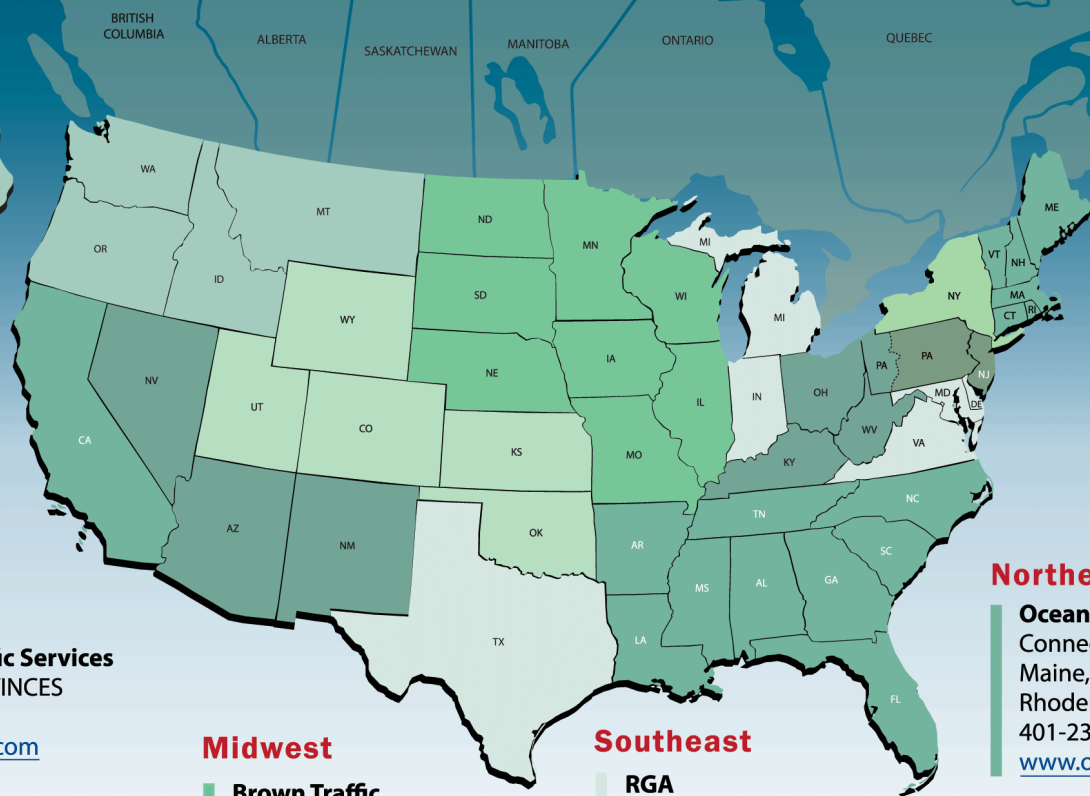 BRITISH
COLUMBIA
ALBERTA
SASKATCHEWAN
MANITOBA
ONTARIO
QUEBEC
WA
MT
ND
MN
MI
ME
OR
ID
SD
WI
VT
NH
NY
MA
CT
RI
WY
MI
IA
PA
PA
NJ
NV
NE
OH
UT
CO
IL
IN
MD
DE
CA
KS
MO
WV
VA
KY
AZ
NM
OK
AR
TN
NC
SC
MS
AL
GA
TX
LA
FL
ic Services
INCES
com
Midwest
Brown Traffic
Southeast
RGA
Northe
Ocean
Conne
Maine,
Rhode
401-23
www.o